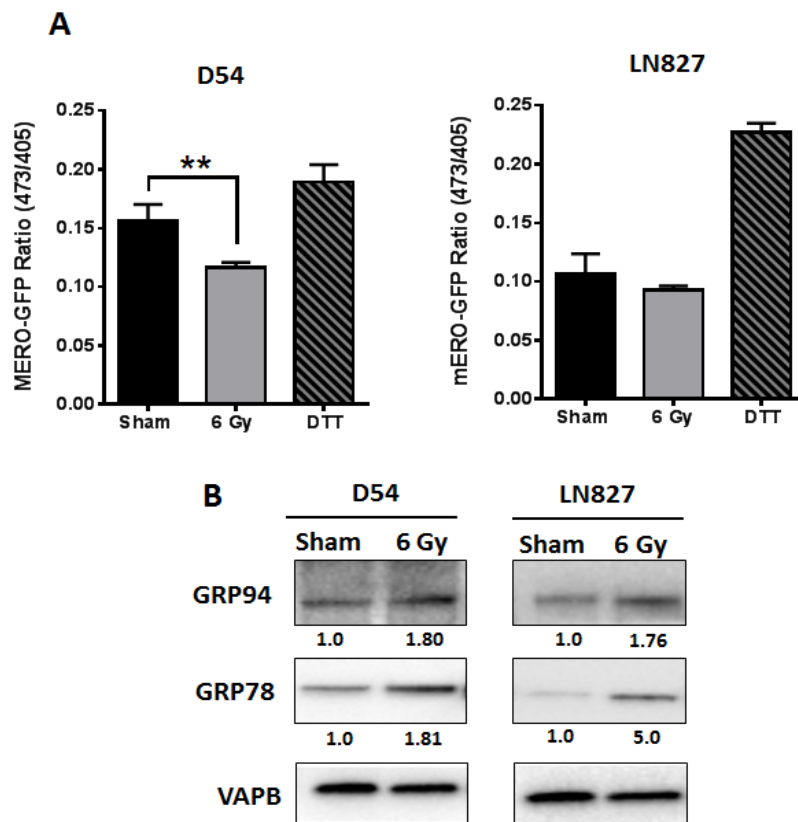 A
D54
MERO-GFP Ratio (473/405)
0.25
0.20
0.15
0.10
0.05
0.00
**
Sham 6 Gy DTT
LN827
mERO-GFP Ratio (473/405)
0.25
0.20
0.15
0.10
0.05
0.00
Sham 6 Gy DTT
B
D54 LN827
Sham 6 Gy Sham 6 Gy
GRP94
1.0 1.80 1.0 1.76
GRP78
1.0 1.81 1.0 5.0
VAPB